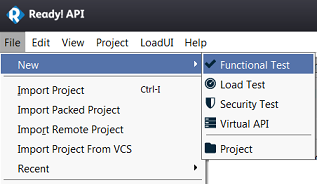 Ready! API
File Edit View Project LoadUI Help
New
Functional Test
Load Test
Security Test
Virtual API
Project
Import Project Ctrl-I
Import Packed Project
Import Remote Project
Import Project From VCS
Recent